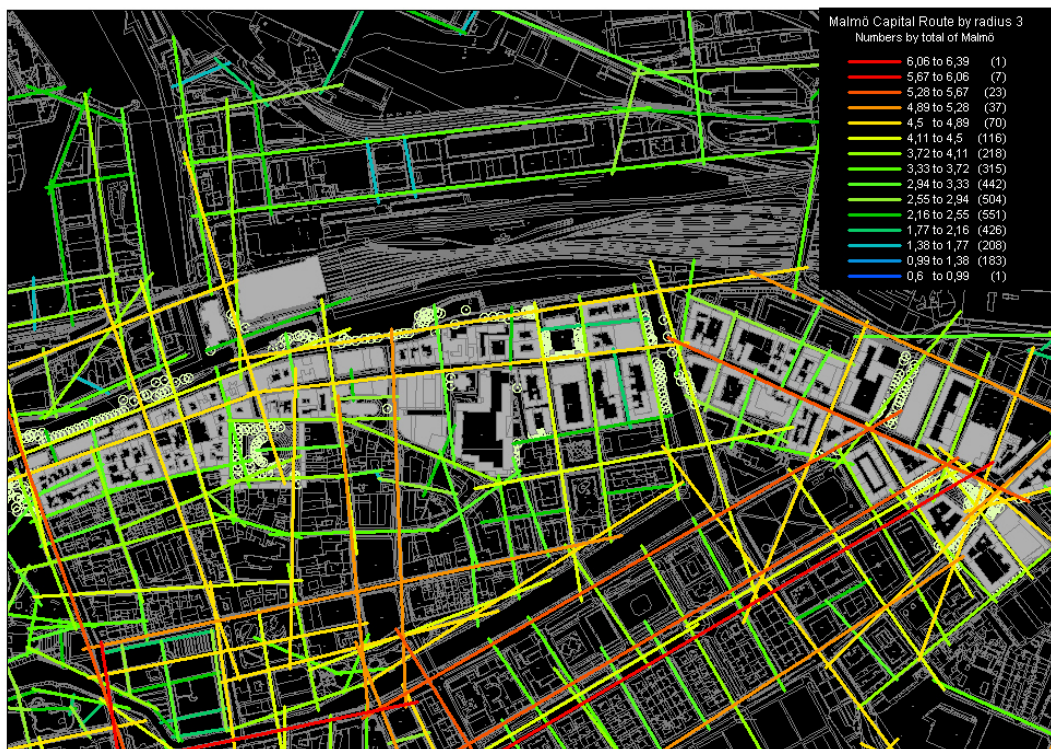 Malmö Capital Route by radius 3
Numbers by total of Malmö
6,06 to 6,39 (1)
5,67 to 6,06 (7)
5,28 to 5,67 (23)
4,89 to 5,28 (37)
4,5 to 4,89 (70)
4,11 to 4,5 (116)
3,72 to 4,11 (218)
3,33 to 3,72 (315)
2,94 to 3,33 (442)
2,55 to 2,94 (504)
2,16 to 2,55 (551)
1,77 to 2,16 (426)
1,38 to 1,77 (208)
0,99 to 1,38 (183)
0,6 to 0,99 (1)